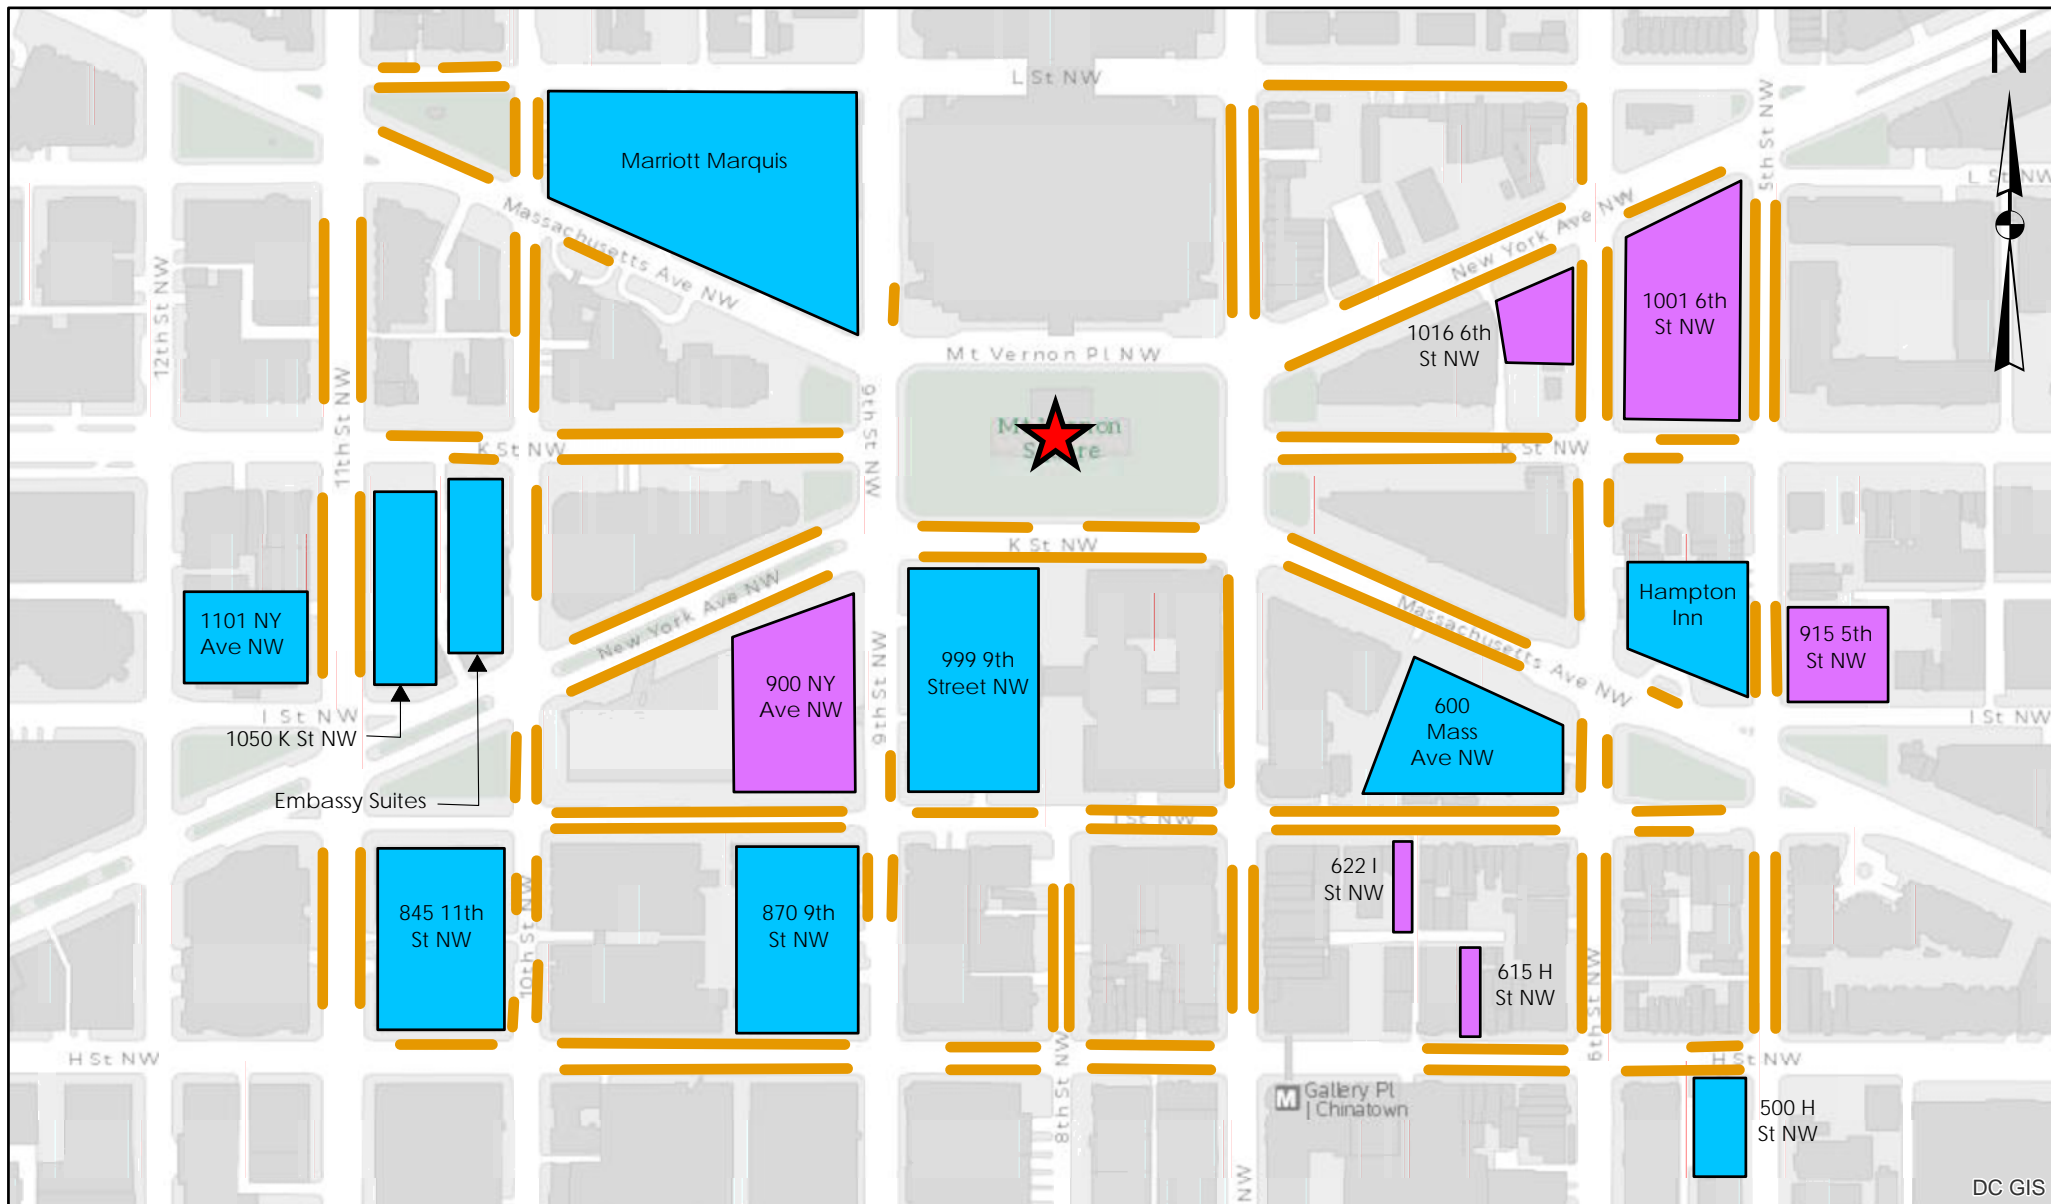 L St NW
N
Marriott Marquis
5th St NW
L St NW
Massachusetts Ave NW
New York Ave NW
12th St NW
1001 6th
St NW
1016 6th
St NW
Mt Vernon Pl NW
11th St NW
9th St NW
K St NW
K St NW
K St NW
1101 NY
Ave NW
New York Ave NW
Massachusetts Ave NW
Hampton
Inn
915 5th
St NW
999 9th
Street NW
900 NY
Ave NW
9th St NW
600
Mass
Ave NW
I St NW
I St NW
1050 K St NW
Embassy Suites
I St NW
622 I
St NW
845 11th
St NW
870 9th
St NW
10th St NW
615 H
St NW
6th St NW
H St NW
H St NW
8th St NW
M
Gallery Pl
| Chinatown
500 H
St NW
NW
DC GIS